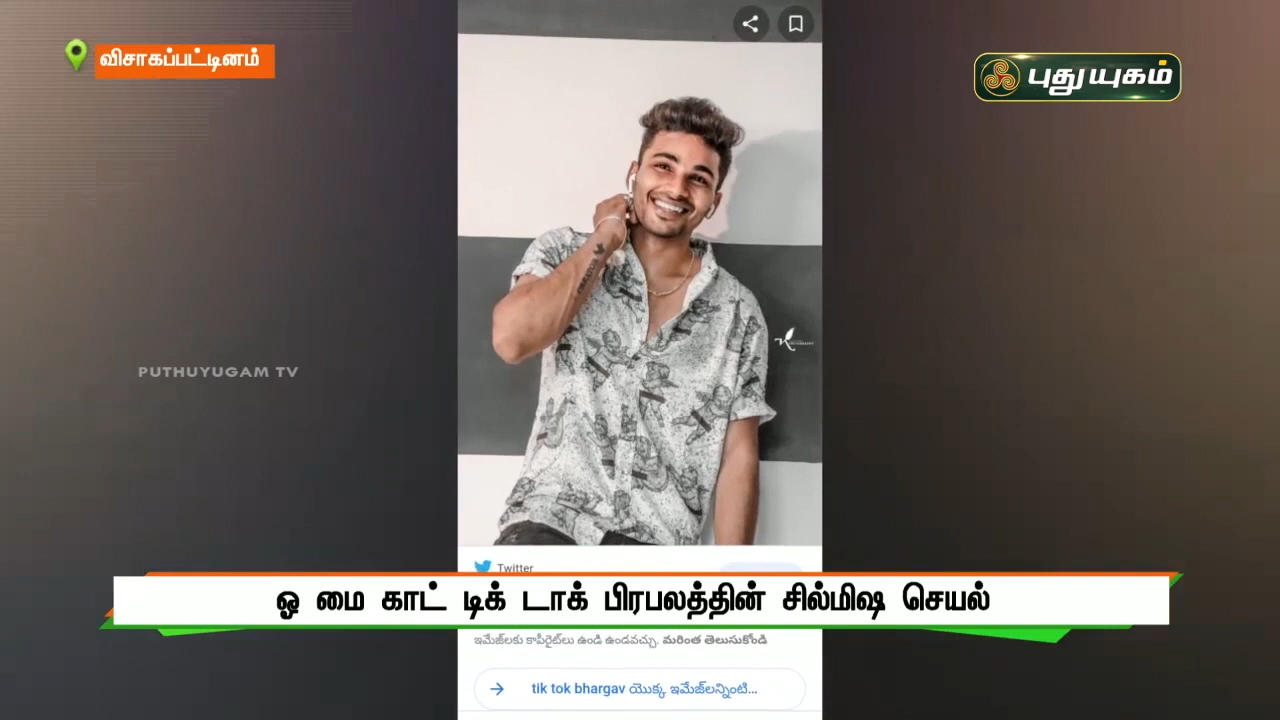 விசாகப்பட்டினம்
புதுயுகம்
PUTHUYUGAM TV
Twitter
ஓ மை காட் டிக் டாக் பிரபலத்தின் சில்மிஷ செயல்
ఇమేజ్‌లకు కాపీరైట్‌లు ఉండి ఉండవచ్చు. మరింత తెలుసుకోండి
tik tok bhargav యొక్క ఇమేజ్‌లన్నింటి...